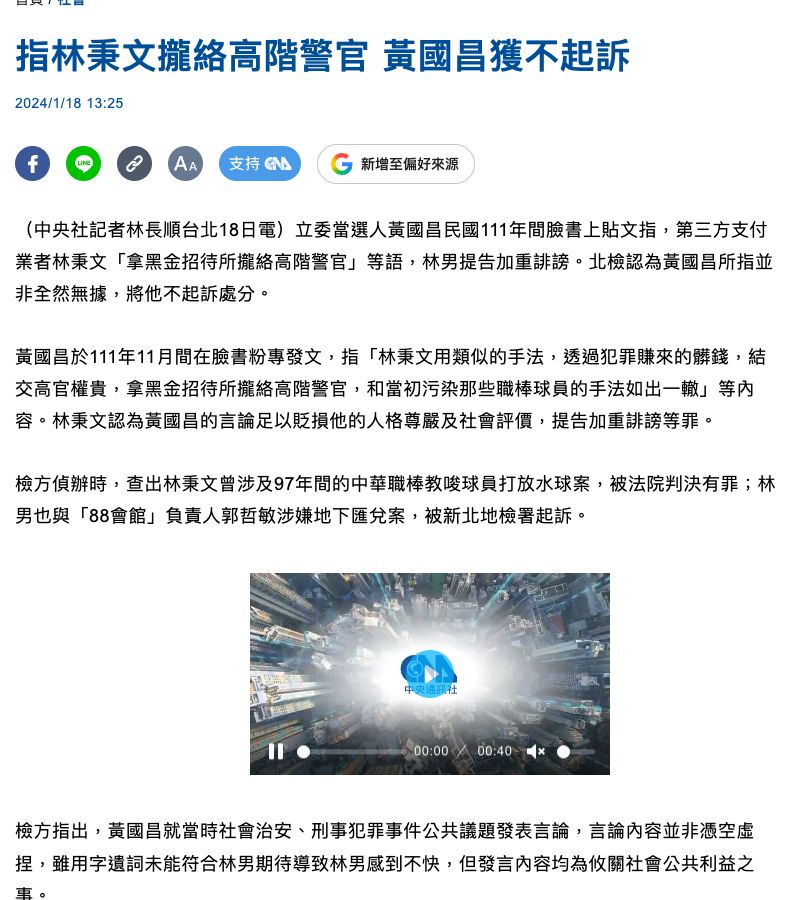 首頁 / 社會
指林秉文攏絡高階警官 黃國昌獲不起訴
2024/1/18 13:25
LINE
AA
支持 CNA
G 新增至偏好來源
（中央社記者林長順台北18日電）立委當選人黃國昌民國111年間臉書上貼文指，第三方支付
業者林秉文「拿黑金招待所攏絡高階警官」等語，林男提告加重誹謗。北檢認為黃國昌所指並
非全然無據，將他不起訴處分。
黃國昌於111年11月間在臉書粉專發文，指「林秉文用類似的手法，透過犯罪賺來的髒錢，結
交高官權貴，拿黑金招待所攏絡高階警官，和當初污染那些職棒球員的手法如出一轍」等內
容。林秉文認為黃國昌的言論足以貶損他的人格尊嚴及社會評價，提告加重誹謗等罪。
檢方偵辦時，查出林秉文曾涉及97年間的中華職棒教唆球員打放水球案，被法院判決有罪；林
男也與「88會館」負責人郭哲敏涉嫌地下匯兌案，被新北地檢署起訴。
CNA
中央通訊社
00:00 / 00:40
檢方指出，黃國昌就當時社會治安、刑事犯罪事件公共議題發表言論，言論內容並非憑空虛
捏，雖用字遺詞未能符合林男期待導致林男感到不快，但發言內容均為攸關社會公共利益之
事。